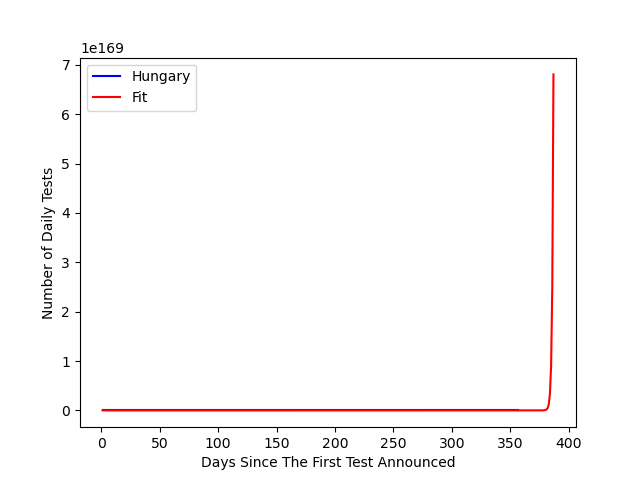 1e169
Hungary
Fit
7
6
5
4
3
2
1
0
Number of Daily Tests
0 50 100 150 200 250 300 350 400
Days Since The First Test Announced